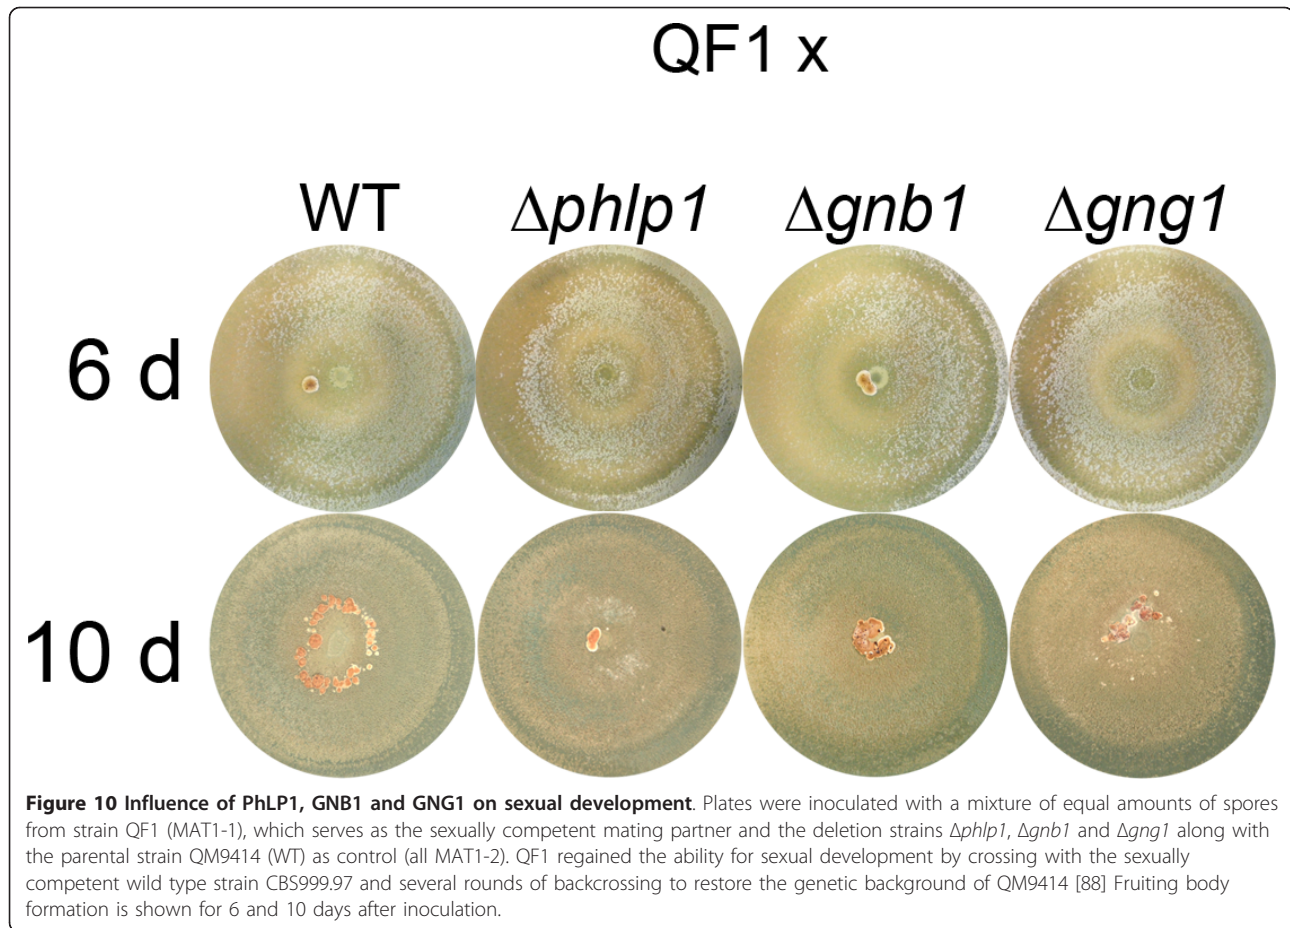 QF1 x
WT Δphlp1 Δgnb1 Δgng1
6 d
10 d
Figure 10 Influence of PhLP1, GNB1 and GNG1 on sexual development. Plates were inoculated with a mixture of equal amounts of spores
from strain QF1 (MAT1-1), which serves as the sexually competent mating partner and the deletion strains Δphlp1, Δgnb1 and Δgng1 along with
the parental strain QM9414 (WT) as control (all MAT1-2). QF1 regained the ability for sexual development by crossing with the sexually
competent wild type strain CBS999.97 and several rounds of backcrossing to restore the genetic background of QM9414 [88] Fruiting body
formation is shown for 6 and 10 days after inoculation.